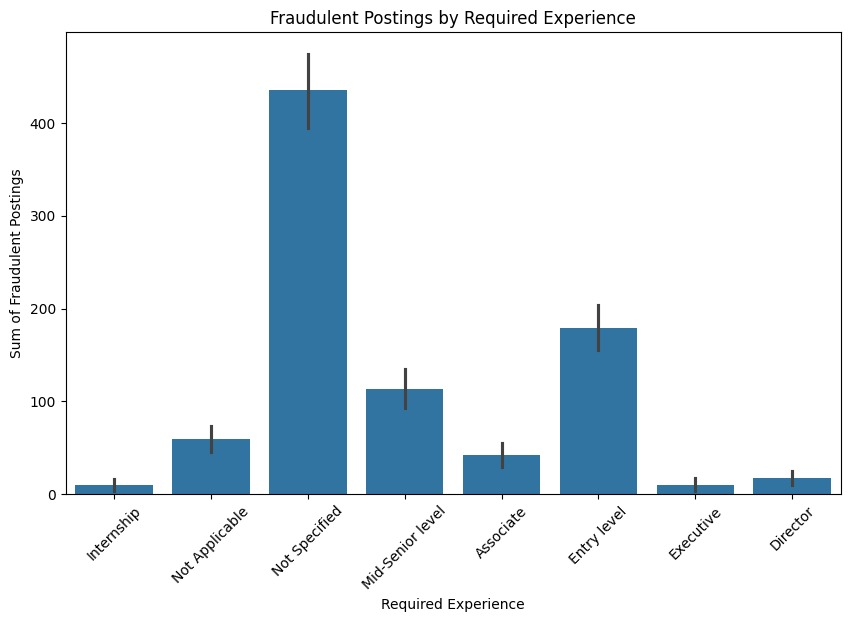 Fraudulent Postings by Required Experience
Sum of Fraudulent Postings
400
300
200
100
0
Internship
Not Applicable
Not Specified
Mid-Senior level
Associate
Entry level
Executive
Director
Required Experience